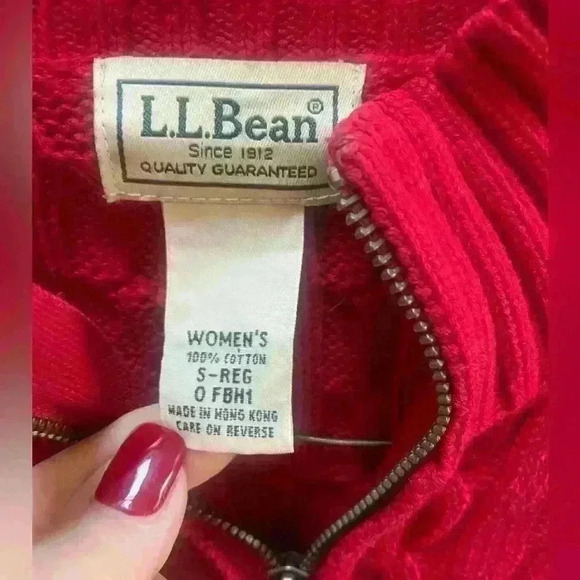 L.L.Bean®
Since 1912
QUALITY GUARANTEED
WOMEN'S
100% COTTON
S-REG
0 FBH1
MADE IN HONG KONG
CARE ON REVERSE